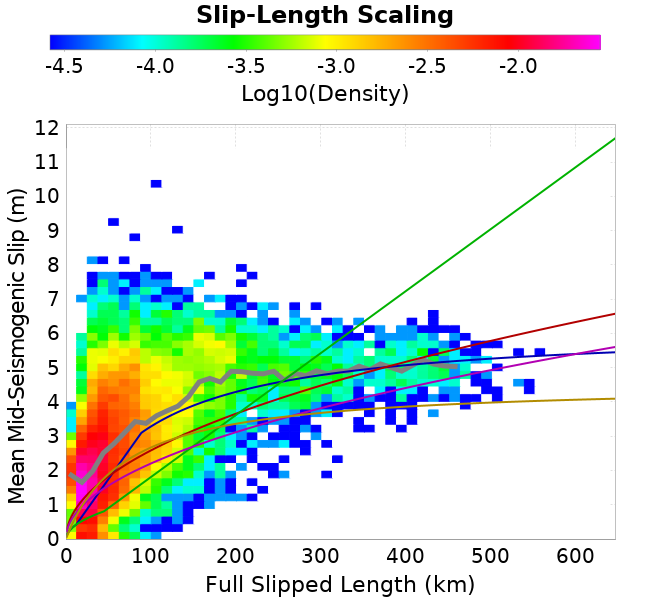 Slip-Length Scaling
-4.5 -4.0 -3.5 -3.0 -2.5 -2.0
Log10(Density)
12
11
10
9
8
7
6
5
4
3
2
1
0
Mean Mid-Seismogenic Slip (m)
0 100 200 300 400 500 600
Full Slipped Length (km)